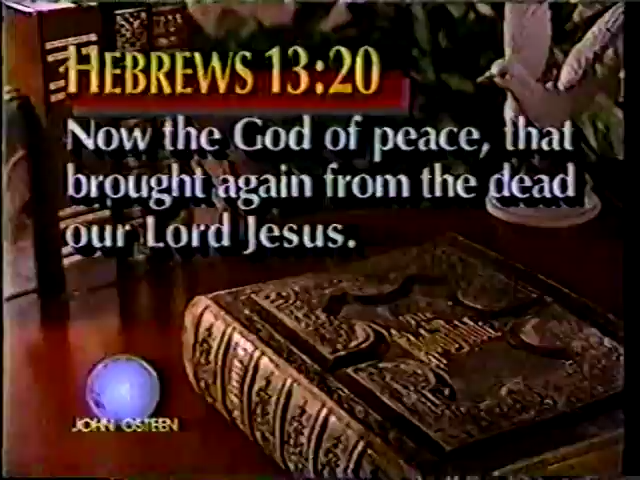 HEBREWS 13:20
Now the God of peace, that
brought again from the dead
our Lord Jesus.
JOHN OSTEEN